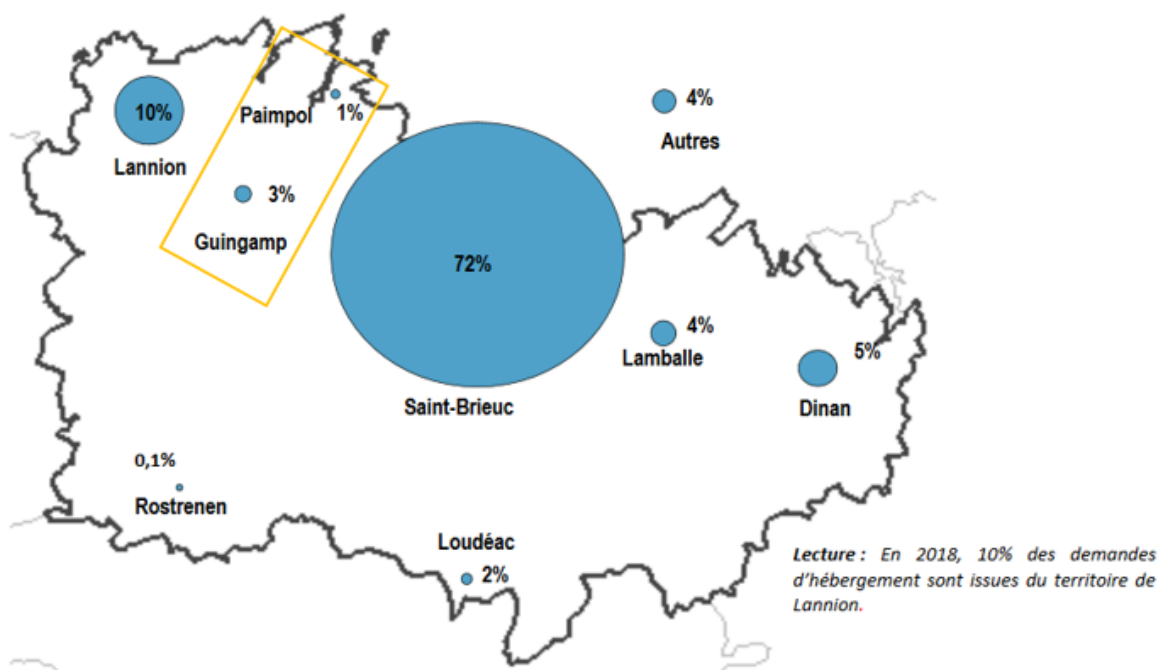 10%
Lannion
Paimpol
1%
3%
Guingamp
4%
Autres
72%
Saint-Brieuc
4%
Lamballe
5%
Dinan
0,1%
Rostrenen
Loudéac
2%
Lecture : En 2018, 10% des demandes
d'hébergement sont issues du territoire de
Lannion.